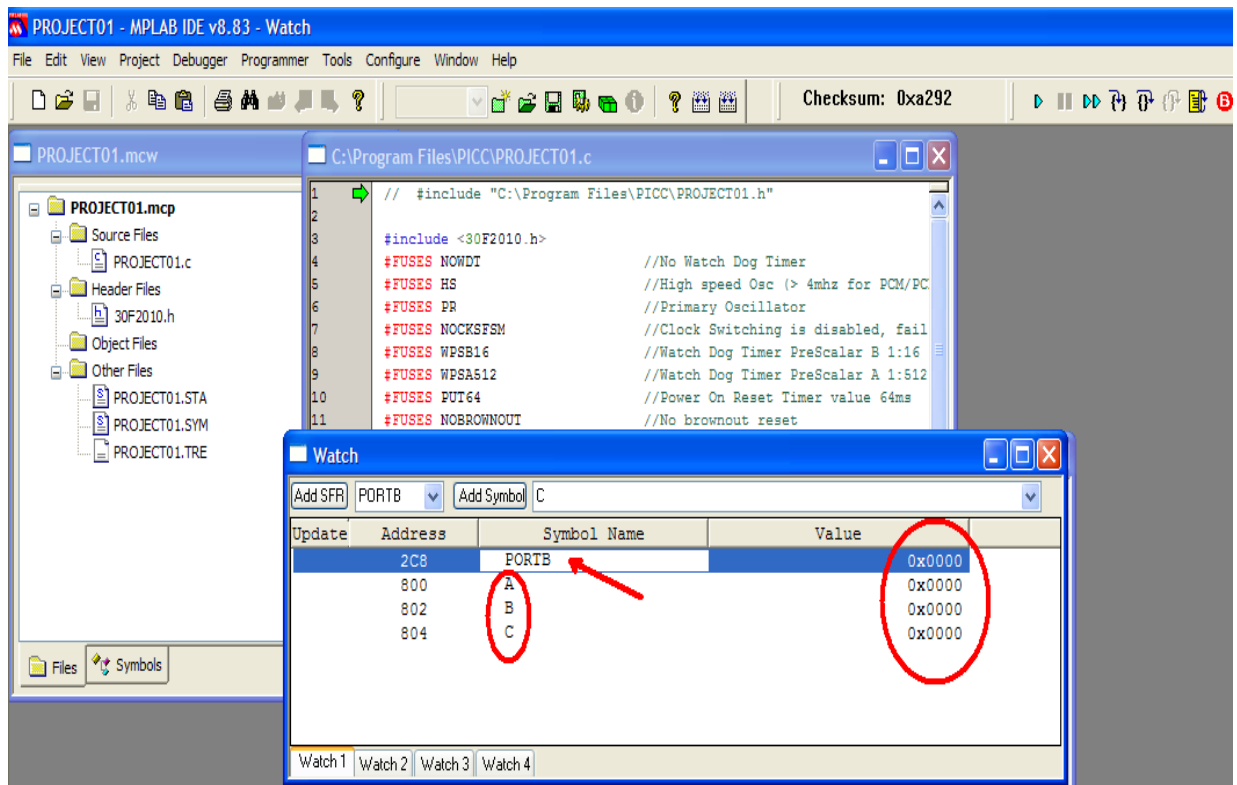 PROJECT01 - MPLAB IDE v8.83 - Watch
File Edit View Project Debugger Programmer Tools Configure Window Help
Checksum: 0xa292
PROJECT01.mcw
PROJECT01.mcp
Source Files
PROJECT01.c
Header Files
30F2010.h
Object Files
Other Files
PROJECT01.STA
PROJECT01.SYM
PROJECT01.TRE
Files Symbols
C:\Program Files\PICC\PROJECT01.c
1 // #include "C:\Program Files\PICC\PROJECT01.h"
2
3 #include <30F2010.h>
4 #FUSES NOWDT //No Watch Dog Timer
5 #FUSES HS //High speed Osc (> 4mhz for PCM/PC
6 #FUSES PR //Primary Oscillator
7 #FUSES NOCKSFSM //Clock Switching is disabled, fail
8 #FUSES WPSB16 //Watch Dog Timer PreScalar B 1:16
9 #FUSES WPSA512 //Watch Dog Timer PreScalar A 1:512
10 #FUSES PUT64 //Power On Reset Timer value 64ms
11 #FUSES NOBROWNOUT //No brownout reset
Watch
Add SFR PORTB Add Symbol C
Update Address Symbol Name Value
2C8 PORTB 0x0000
800 A 0x0000
802 B 0x0000
804 C 0x0000
Watch 1 Watch 2 Watch 3 Watch 4